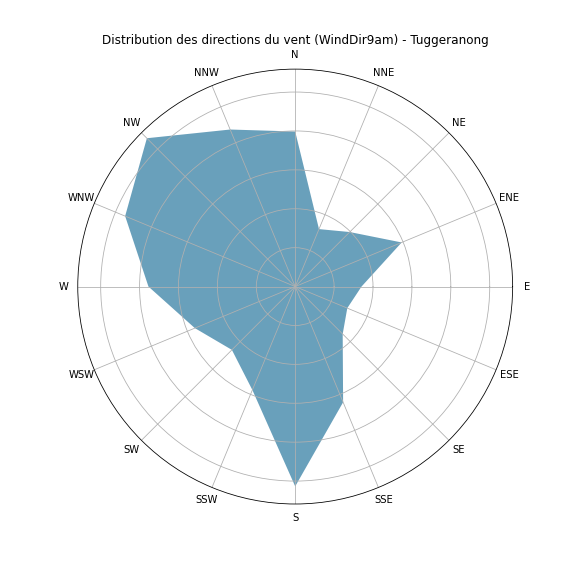 Distribution des directions du vent (WindDir9am) - Tuggeranong
N
NNW
NNE
NW
NE
WNW
ENE
W
E
WSW
ESE
SW
SE
SSW
SSE
S